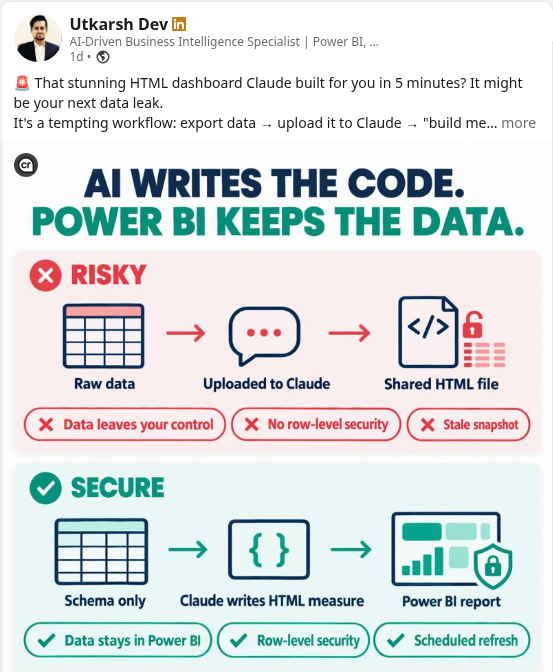 Utkarsh Dev in
AI-Driven Business Intelligence Specialist | Power BI, ...
1d •
🚨 That stunning HTML dashboard Claude built for you in 5 minutes? It might
be your next data leak.
It's a tempting workflow: export data → upload it to Claude → "build me... more
cr
AI WRITES THE CODE.
POWER BI KEEPS THE DATA.
RISKY
</>
Raw data
Uploaded to Claude
Shared HTML file
Data leaves your control
No row-level security
Stale snapshot
SECURE
{ }
Schema only
Claude writes HTML measure
Power BI report
Data stays in Power BI
Row-level security
Scheduled refresh